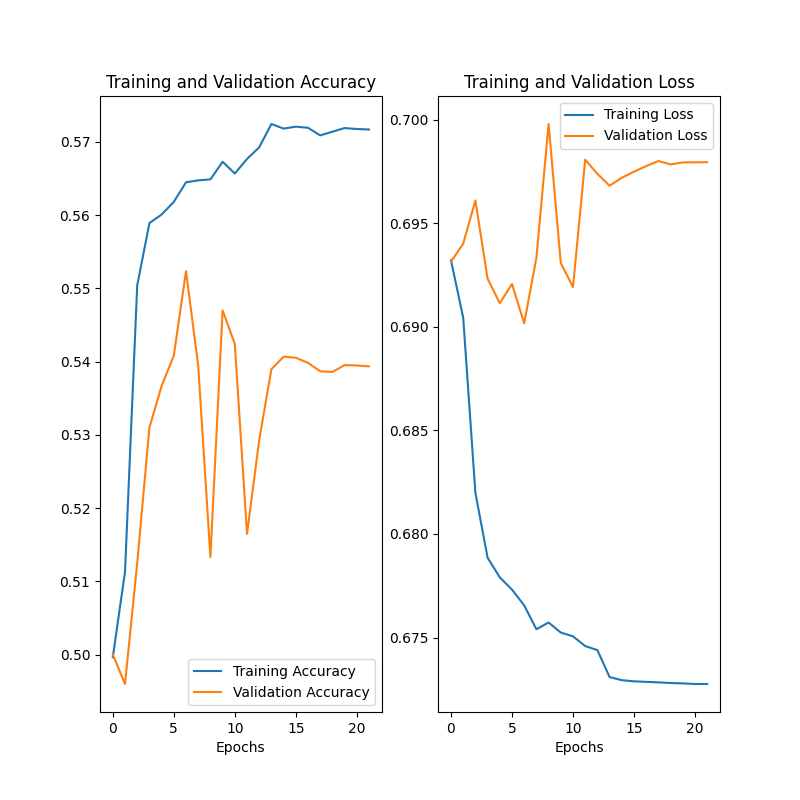 Training and Validation Accuracy
0.57
0.56
0.55
0.54
0.53
0.52
0.51
0.50
Training Accuracy
Validation Accuracy
0 5 10 15 20
Epochs
Training and Validation Loss
Training Loss
Validation Loss
0.700
0.695
0.690
0.685
0.680
0.675
0 5 10 15 20
Epochs